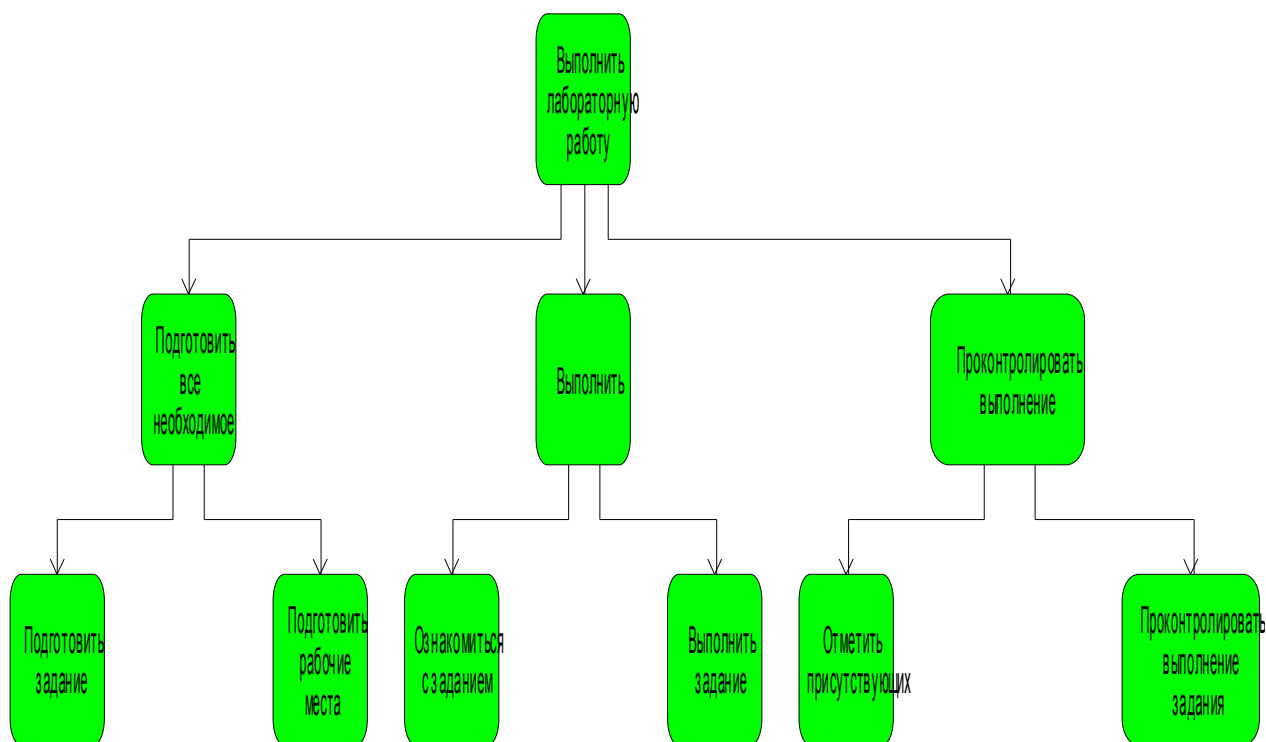 Выполнить
лабораторную
работу
Подготовить
все
необходимое
Выполнить
Проконтролировать
выполнение
Подготовить
задание
Подготовить
рабочие
места
Ознакомиться
с заданием
Выполнить
задание
Отметить
присутствующих
Проконтролировать
выполнение
задания